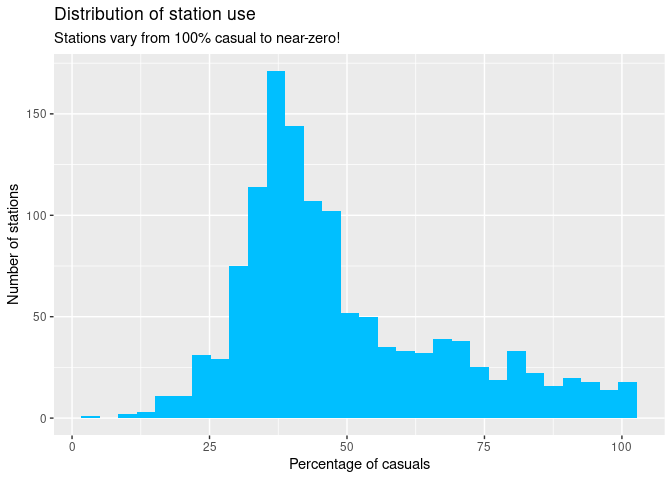 Distribution of station use
Stations vary from 100% casual to near-zero!
150
100
50
0
Number of stations
0 25 50 75 100
Percentage of casuals